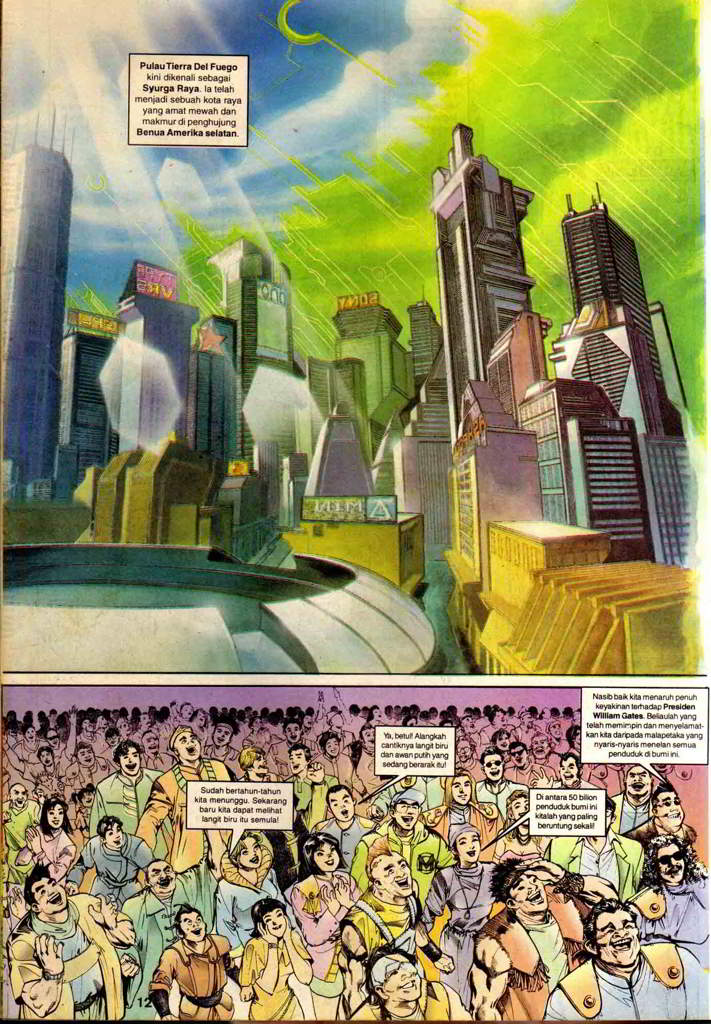 Pulau Tierra Del Fuego
kini dikenali sebagai
Syurga Raya. Ia telah
menjadi sebuah kota raya
yang amat mewah dan
makmur di penghujung
Benua Amerika selatan.
SONY
Nasib baik kita menaruh penuh
keyakinan terhadap Presiden
William Gates. Beliaulah yang
telah memimpin dan menyelamat-
kan kita daripada malapetaka yang
nyaris-nyaris menelan semua
penduduk di bumi ini.
Ya, betul! Alangkah
cantiknya langit biru
dan awan putih yang
sedang berarak itu!
Sudah bertahun-tahun
kita menunggu. Sekarang
baru kita dapat melihat
langit biru itu semula!
Di antara 50 bilion
penduduk bumi ini
kitalah yang paling
beruntung sekali!
12